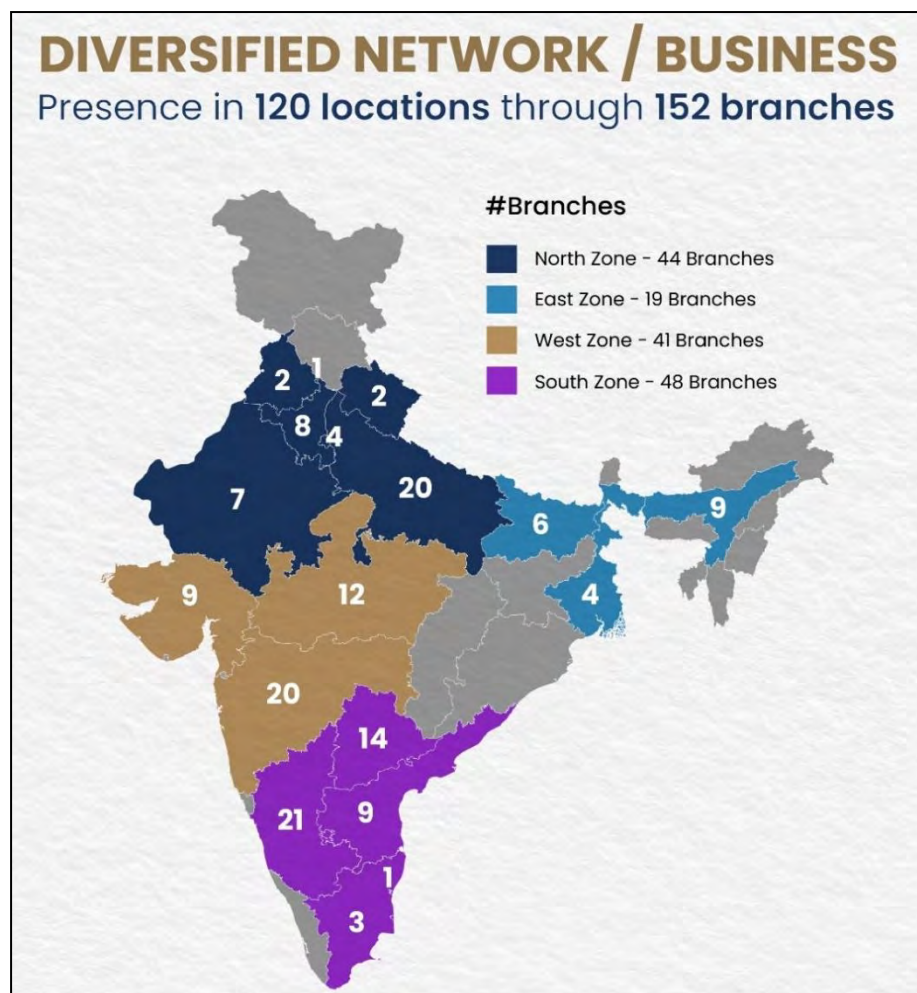 DIVERSIFIED NETWORK / BUSINESS
Presence in 120 locations through 152 branches
#Branches
North Zone - 44 Branches
East Zone - 19 Branches
West Zone - 41 Branches
South Zone - 48 Branches
1
2
2
8
4
7
20
6
9
9
12
4
20
14
21
9
1
3